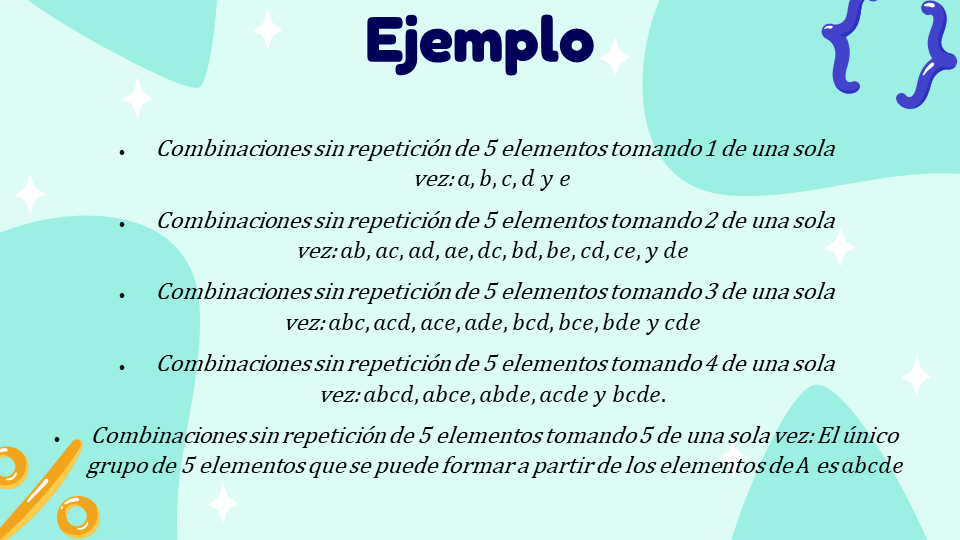 Ejemplo
• Combinaciones sin repetición de 5 elementos tomando 1 de una sola
vez: a, b, c, d y e
• Combinaciones sin repetición de 5 elementos tomando 2 de una sola
vez: ab, ac, ad, ae, dc, bd, be, cd, ce, y de
• Combinaciones sin repetición de 5 elementos tomando 3 de una sola
vez: abc, acd, ace, ade, bcd, bce, bde y cde
• Combinaciones sin repetición de 5 elementos tomando 4 de una sola
vez: abcd, abce, abde, acde y bcde.
• Combinaciones sin repetición de 5 elementos tomando 5 de una sola vez: El único
grupo de 5 elementos que se puede formar a partir de los elementos de A es abcde